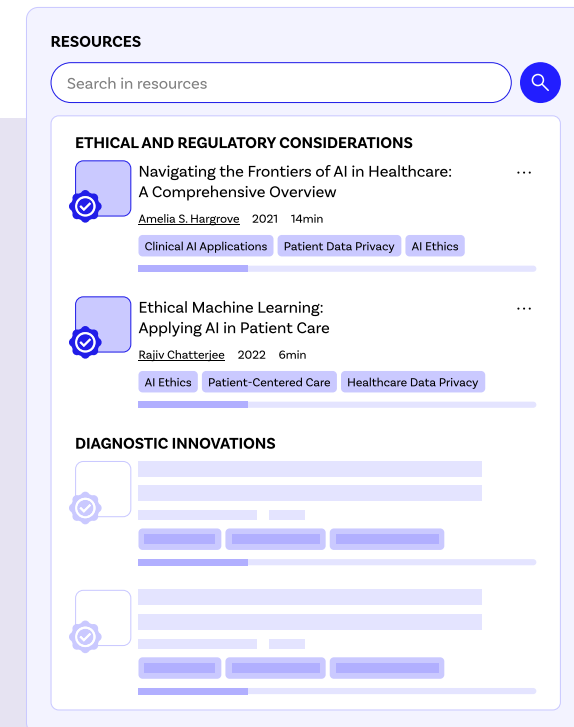 RESOURCES
Search in resources
ETHICAL AND REGULATORY CONSIDERATIONS
Navigating the Frontiers of AI in Healthcare:
A Comprehensive Overview
Amelia S. Hargrove 2021 14min
Clinical AI Applications Patient Data Privacy AI Ethics
Ethical Machine Learning:
Applying AI in Patient Care
Rajiv Chatterjee 2022 6min
AI Ethics Patient-Centered Care Healthcare Data Privacy
DIAGNOSTIC INNOVATIONS